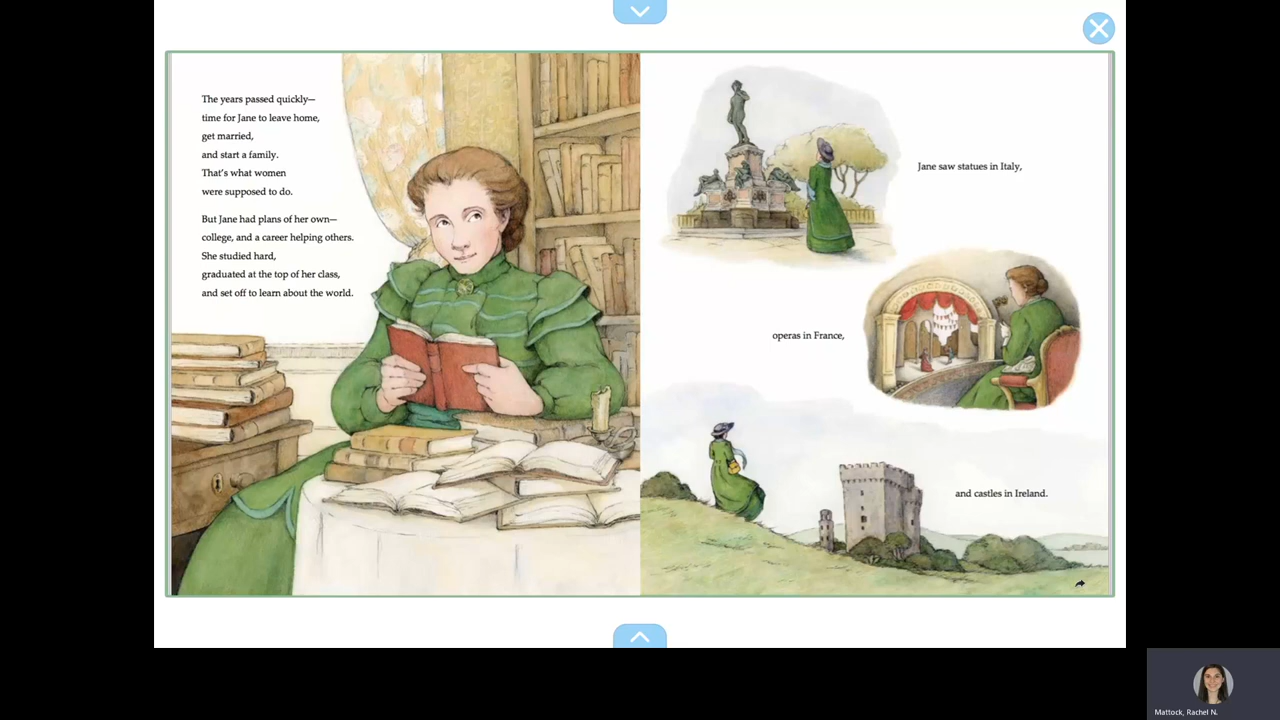 The years passed quickly—
time for Jane to leave home,
get married,
and start a family.
That's what women
were supposed to do.
But Jane had plans of her own—
college, and a career helping others.
She studied hard,
graduated at the top of her class,
and set off to learn about the world.
Jane saw statues in Italy,
operas in France,
and castles in Ireland.
Mattock, Rachel N.